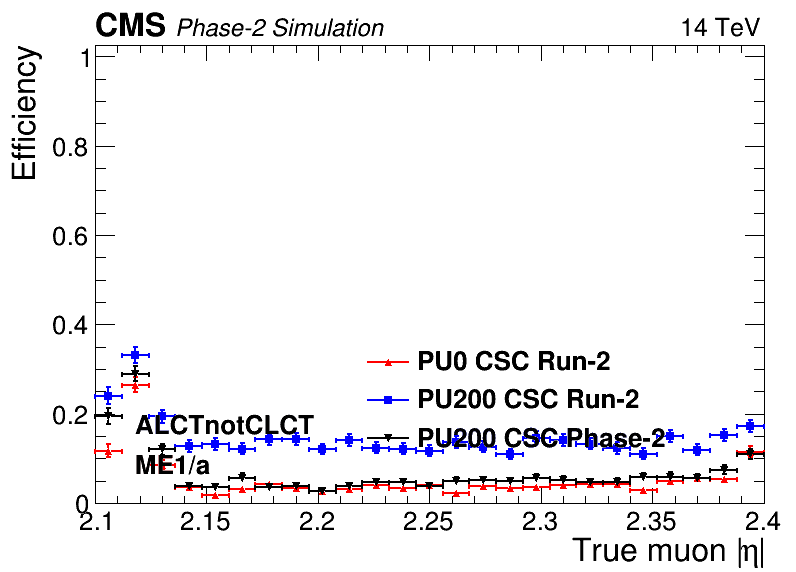 CMS Phase-2 Simulation 14 TeV
Efficiency
1
0.8
0.6
0.4
0.2
0
PU0 CSC Run-2
PU200 CSC Run-2
PU200 CSC Phase-2
ALCTnotCLCT
ME1/a
2.1 2.15 2.2 2.25 2.3 2.35 2.4
True muon |η|